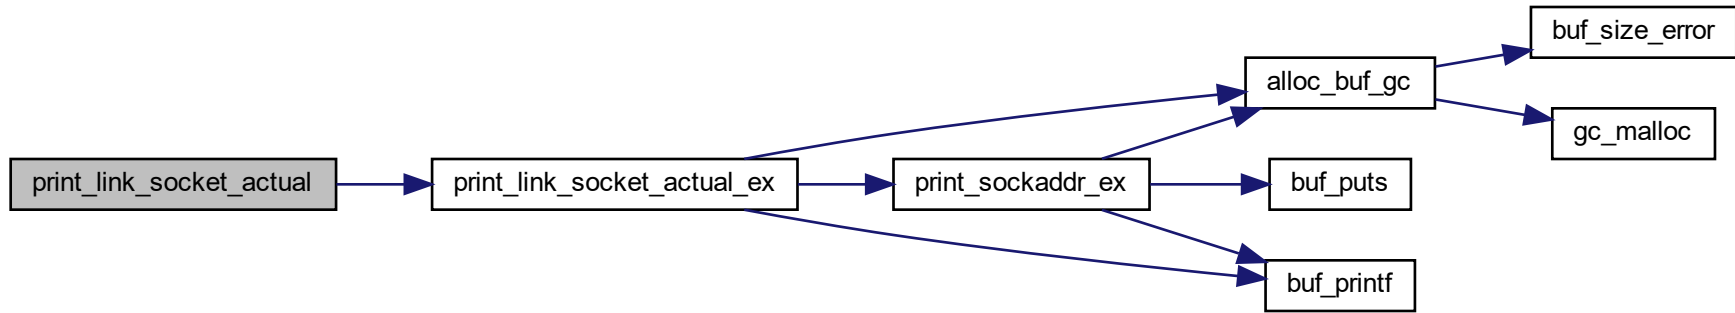 print_link_socket_actual
print_link_socket_actual_ex
print_sockaddr_ex
alloc_buf_gc
buf_size_error
gc_malloc
buf_puts
buf_printf